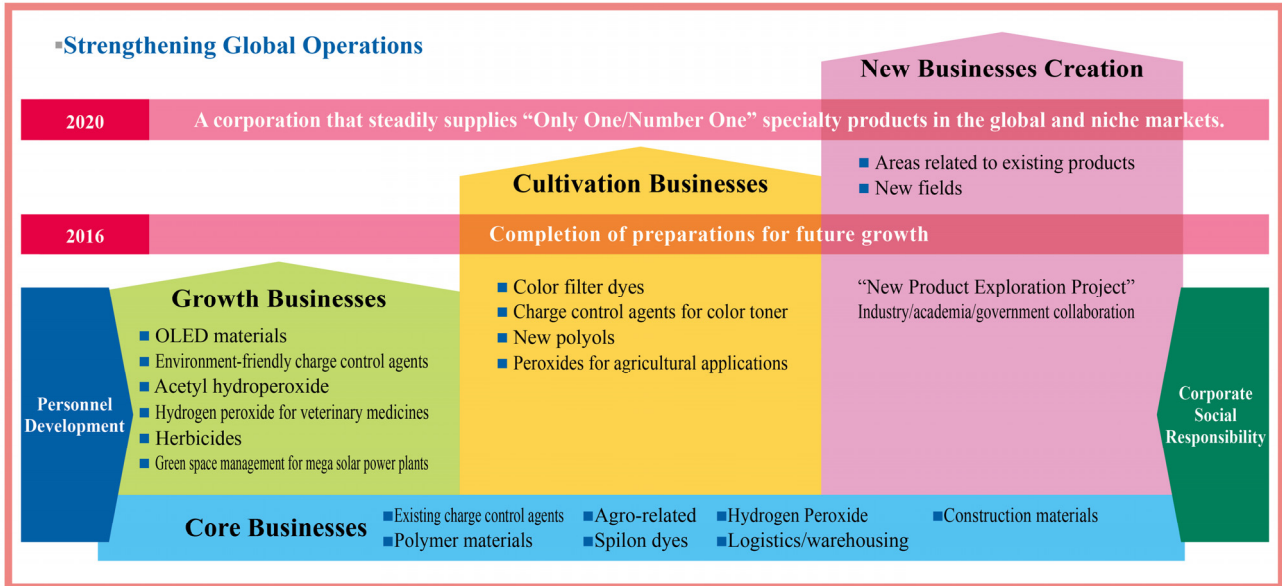 ▪Strengthening Global Operations
New Businesses Creation
2020
A corporation that steadily supplies “Only One/Number One” specialty products in the global and niche markets.
■ Areas related to existing products
■ New fields
Cultivation Businesses
2016
Completion of preparations for future growth
Growth Businesses
■ OLED materials
■ Environment-friendly charge control agents
■ Acetyl hydroperoxide
■ Hydrogen peroxide for veterinary medicines
■ Herbicides
■ Green space management for mega solar power plants
■ Color filter dyes
■ Charge control agents for color toner
■ New polyols
■ Peroxides for agricultural applications
“New Product Exploration Project”
Industry/academia/government collaboration
Personnel
Development
Corporate
Social
Responsibility
Core Businesses
■Existing charge control agents ■Agro-related ■Hydrogen Peroxide ■Construction materials
■Polymer materials ■Spilon dyes ■Logistics/warehousing